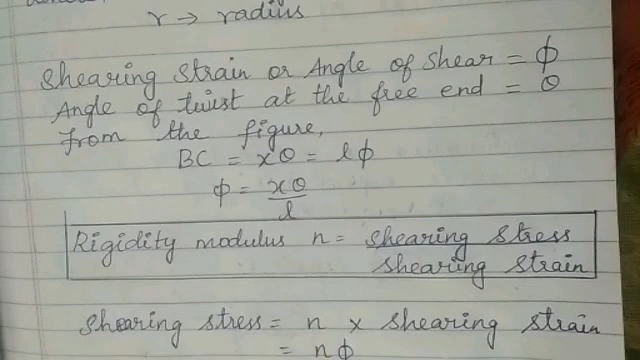 r → radius
Shearing Strain or Angle of Shear = ϕ
Angle of twist at the free end = θ
From the figure,
BC = xθ = lϕ
ϕ = xθ
l
Rigidity modulus n = shearing stress
shearing strain
Shearing stress = n x shearing strain
= nϕ